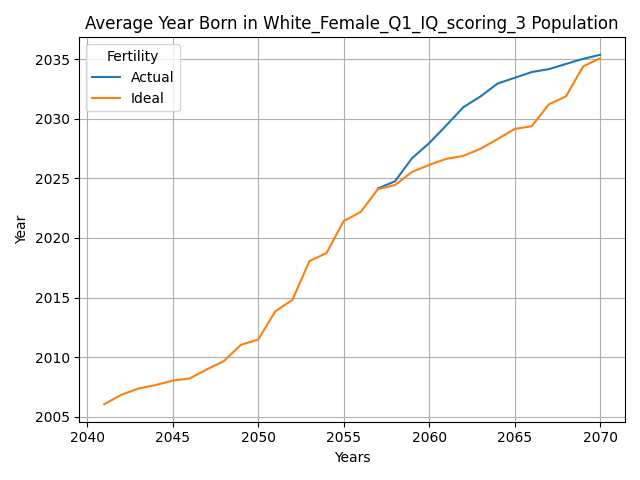 Average Year Born in White_Female_Q1_IQ_scoring_3 Population
Fertility
Actual
Ideal
2035
2030
2025
2020
2015
2010
2005
Year
2040 2045 2050 2055 2060 2065 2070
Years